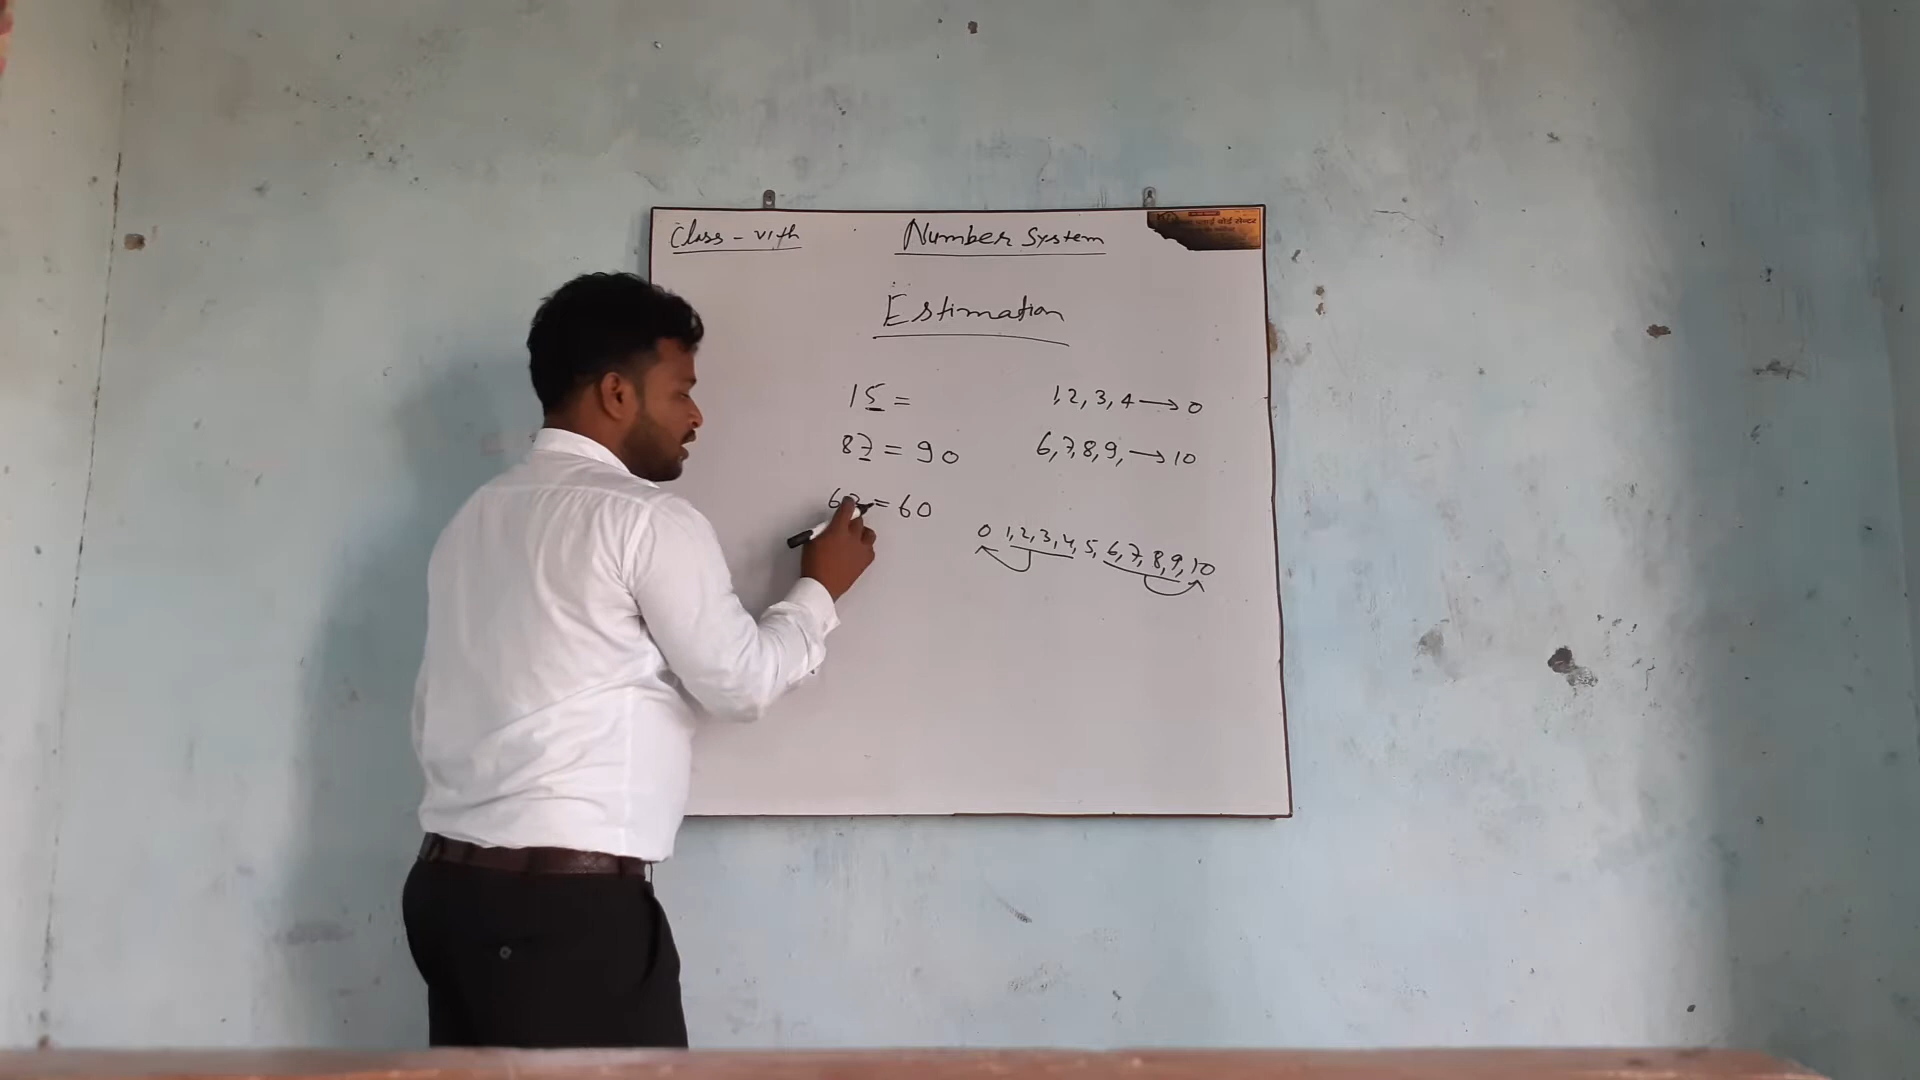 Class - VIth
Number System
बोर्ड सेन्टर
Estimation
15 =
1,2,3,4 → 0
87 = 90
6,7,8,9, → 10
= 60
0 1,2,3,4,5,6,7,8,9,10